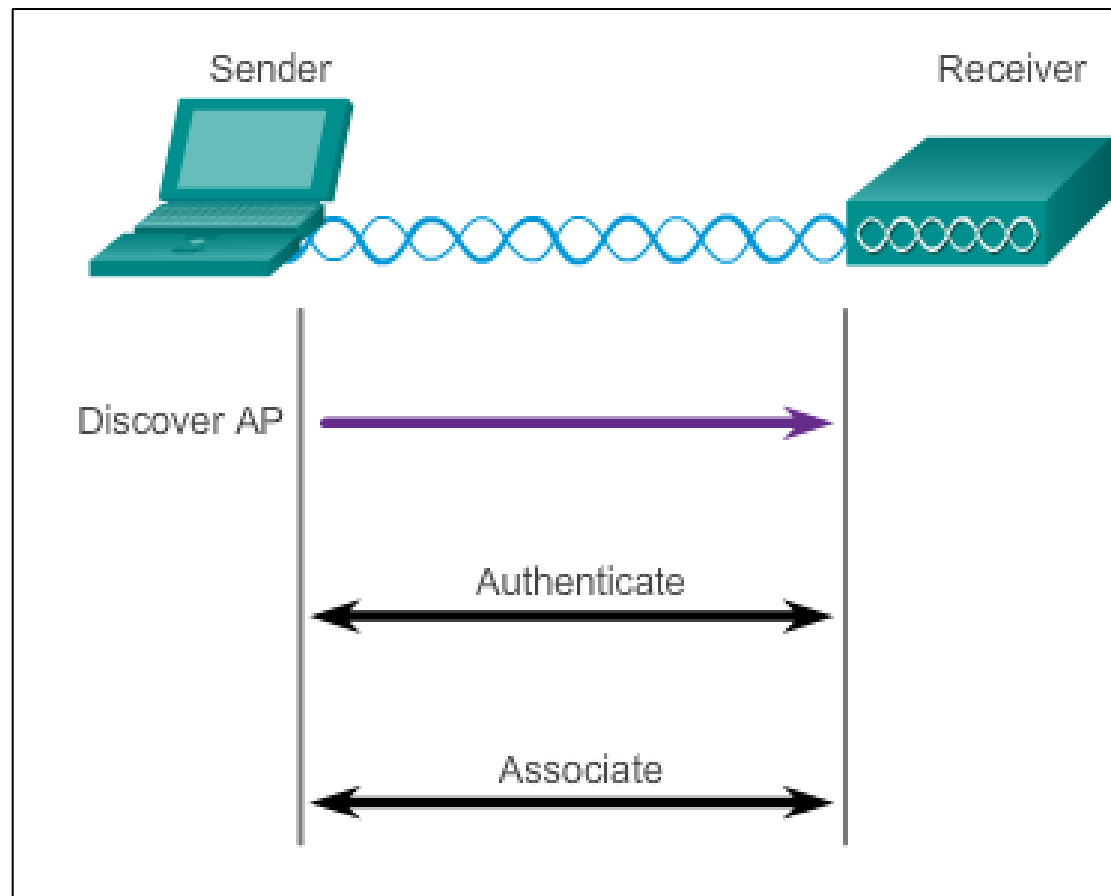 Sender
Receiver
Discover AP
Authenticate
Associate